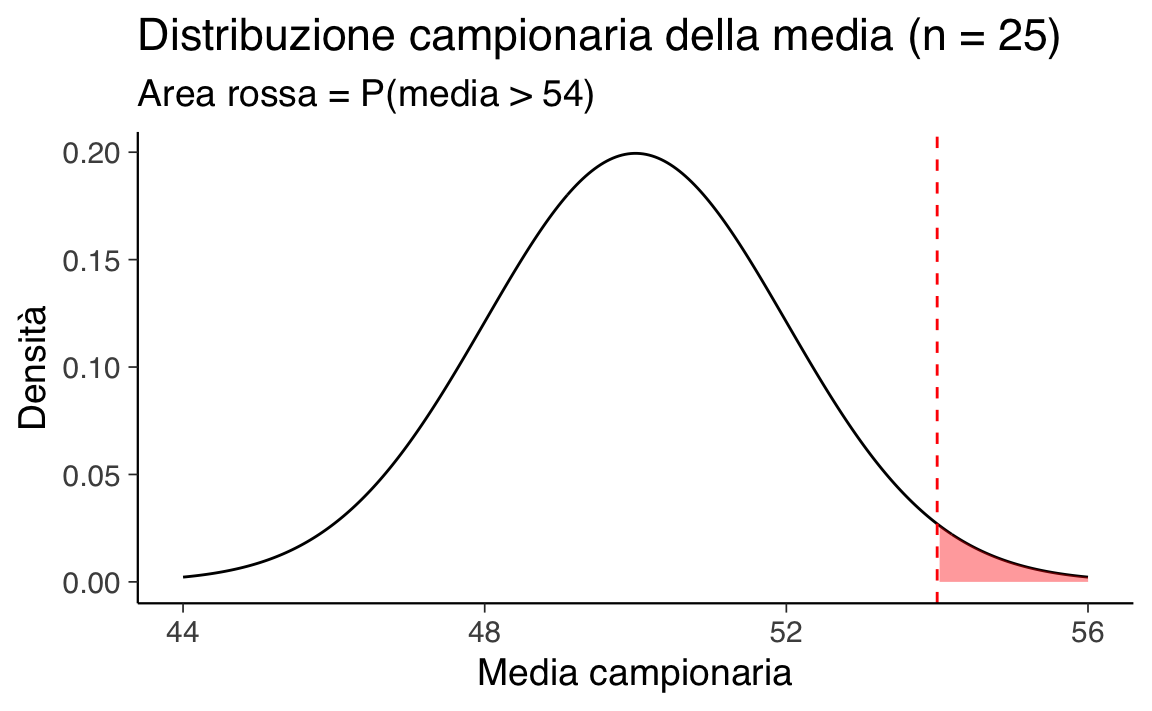 Distribuzione campionaria della media (n = 25)
Area rossa = P(media > 54)
Densità
0.20
0.15
0.10
0.05
0.00
44 48 52 56
Media campionaria